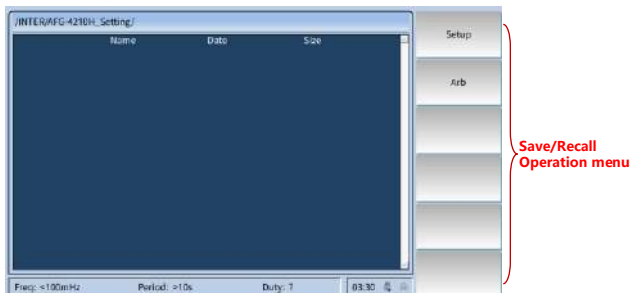 /INTER/AFG-4210H_Setting/
Name Date Size
Setup
Arb
Save/Recall
Operation menu
Freq: <100mHz Period: >10s Duty: ? 03:30